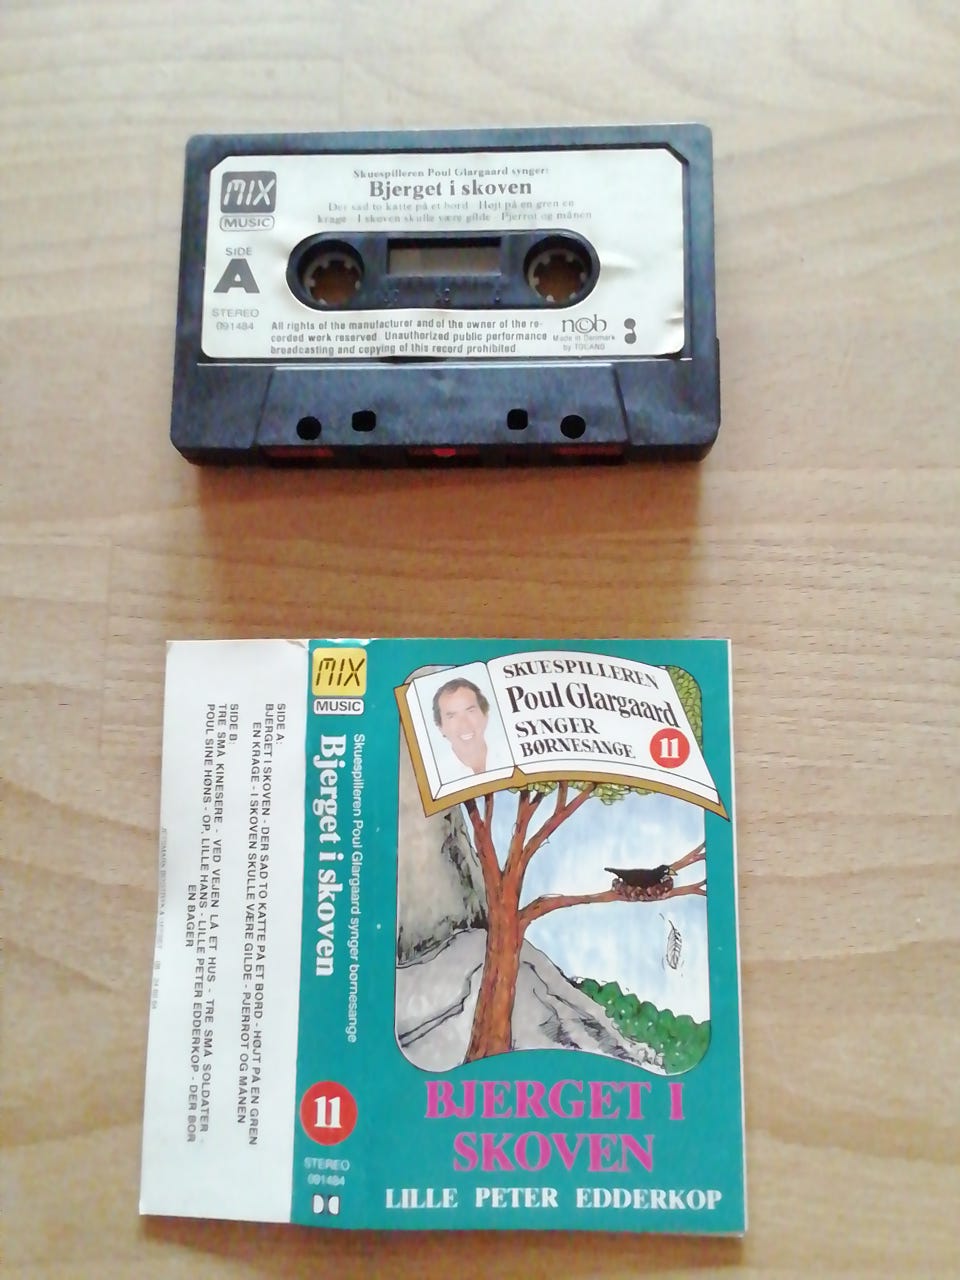 MIX
MUSIC
SIDE
A
STEREO
091484
Skuespilleren Poul Glargaard synger:
Bjerget i skoven
Der sad to katte på et bord - Højt på en gren en
krage - I skoven skulle være gilde - Pjerrot og månen
All rights of the manufacturer and of the owner of the re-
corded work reserved. Unauthorized public performance
broadcasting and copying of this record prohibited.
n©b
Made in Denmark
by TOCANO
SIDE A:
BJERGET I SKOVEN - DER SAD TO KATTE PÅ ET BORD - HØJT PÅ EN GREN
EN KRAGE - I SKOVEN SKULLE VÆRE GILDE - PJERROT OG MÅNEN
SIDE B:
TRE SMÅ KINESERE - VED VEJEN LÅ ET HUS - TRE SMÅ SOLDATER -
POUL SINE HØNS - OP, LILLE HANS - LILLE PETER EDDERKOP - DER BOR
EN BAGER
MIX
MUSIC
Skuespilleren Poul Glargaard synger børnesange
Bjerget i skoven
11
STEREO
091484
SKUESPILLEREN
Poul Glargaard
SYNGER
BØRNESANGE
11
BJERGET I
SKOVEN
LILLE PETER EDDERKOP